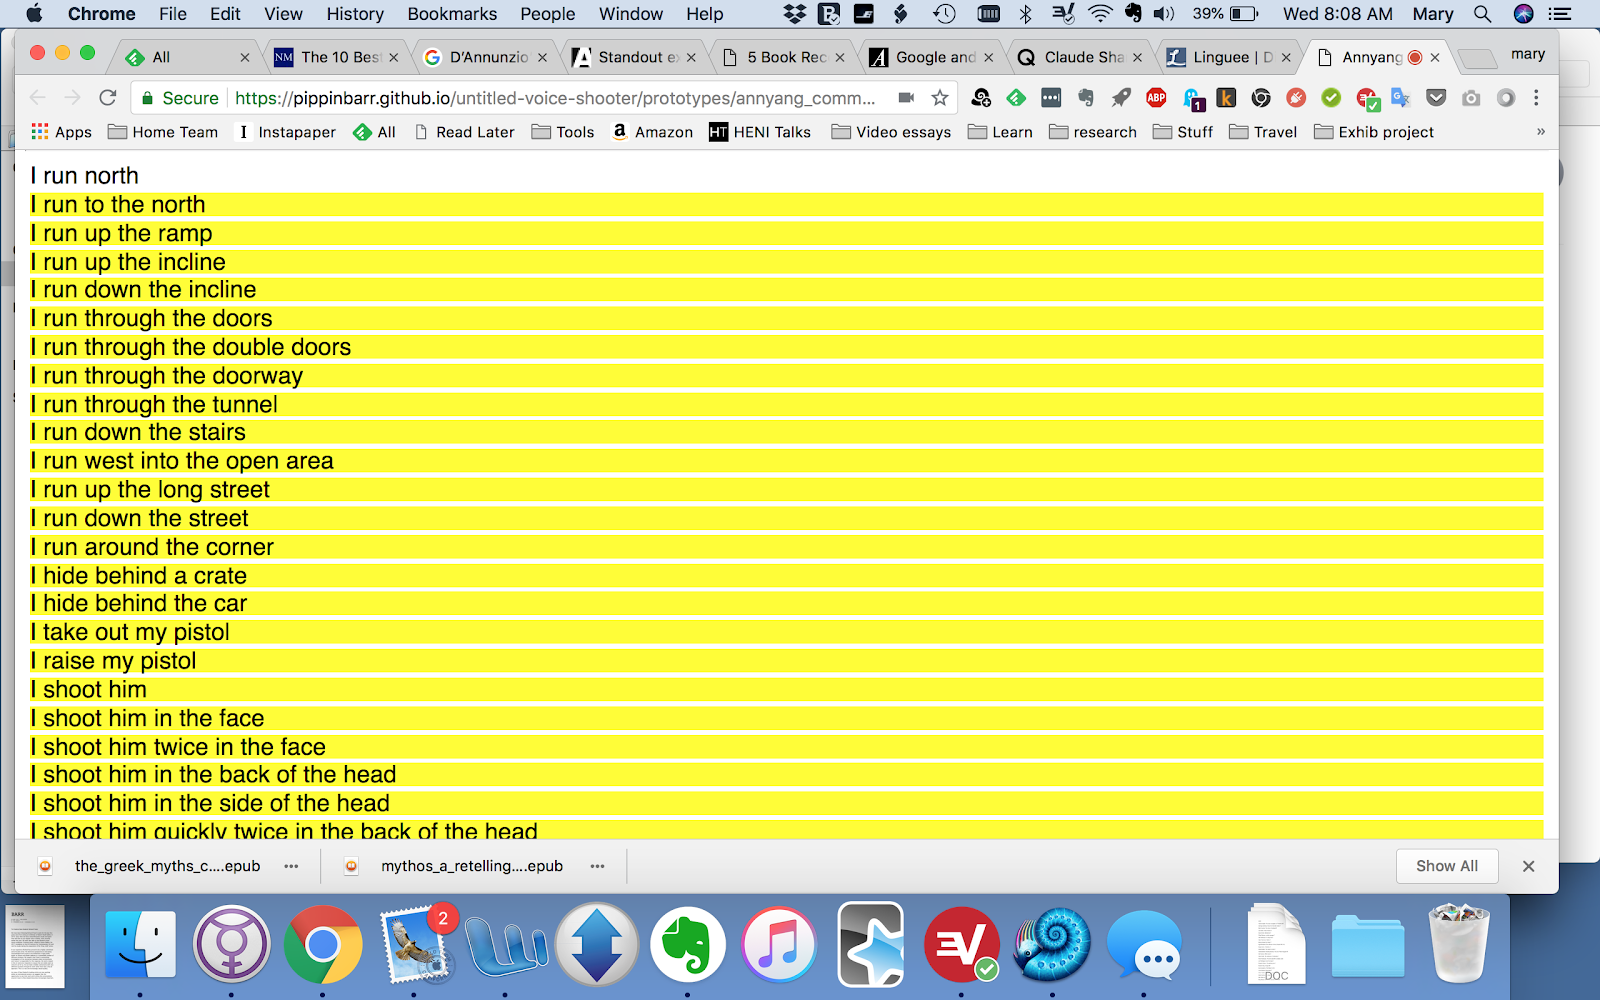 Chrome File Edit View History Bookmarks People Window Help 39% Wed 8:08 AM Mary
All The 10 Bes D'Annunzio Standout e 5 Book Rec Google and Claude Sha Linguee | D Annyang mary
Secure https://pippinbarr.github.io/untitled-voice-shooter/prototypes/annyang_comm... ABP 1 k
Apps Home Team Instapaper All Read Later Tools Amazon HENI Talks Video essays Learn research Stuff Travel Exhib project »
I run north
I run to the north
I run up the ramp
I run up the incline
I run down the incline
I run through the doors
I run through the double doors
I run through the doorway
I run through the tunnel
I run down the stairs
I run west into the open area
I run up the long street
I run down the street
I run around the corner
I hide behind a crate
I hide behind the car
I take out my pistol
I raise my pistol
I shoot him
I shoot him in the face
I shoot him twice in the face
I shoot him in the back of the head
I shoot him in the side of the head
I shoot him quickly twice in the back of the head
the_greek_myths_c....epub mythos_a_retelling....epub Show All
2
DOC